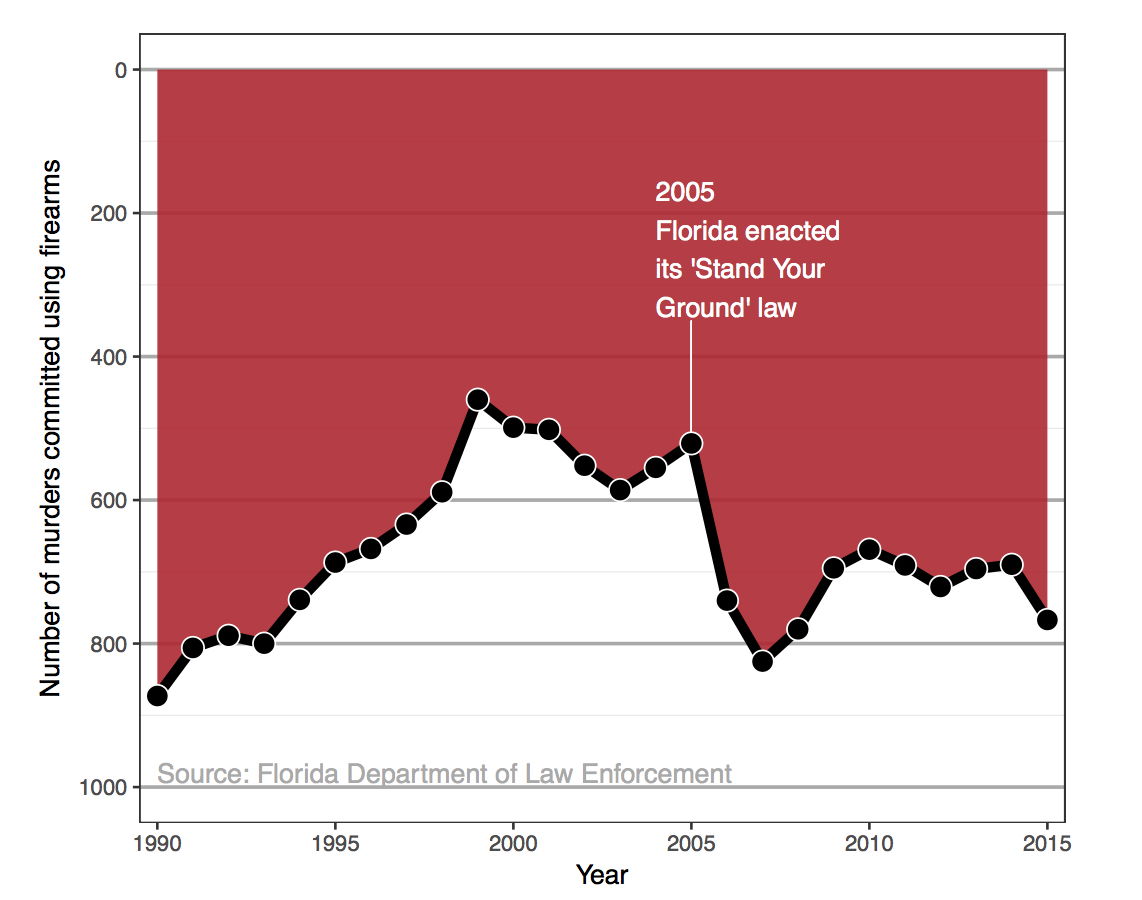 0
200
400
600
800
1000
Number of murders committed using firearms
2005
Florida enacted
its 'Stand Your
Ground' law
Source: Florida Department of Law Enforcement
1990 1995 2000 2005 2010 2015
Year